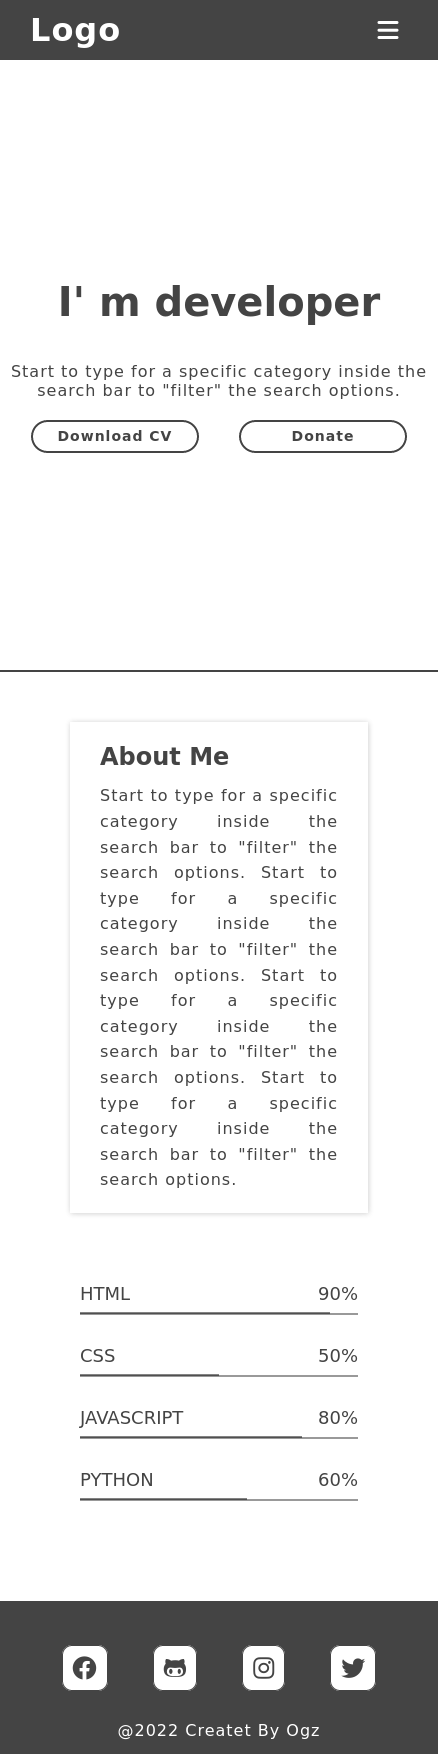 Logo
I' m developer
Start to type for a specific category inside the
search bar to "filter" the search options.
Download CV
Donate
About Me
Start to type for a specific
category inside the
search bar to "filter" the
search options. Start to
type for a specific
category inside the
search bar to "filter" the
search options. Start to
type for a specific
category inside the
search bar to "filter" the
search options. Start to
type for a specific
category inside the
search bar to "filter" the
search options.
HTML 90%
CSS 50%
JAVASCRIPT 80%
PYTHON 60%
@2022 Createt By Ogz